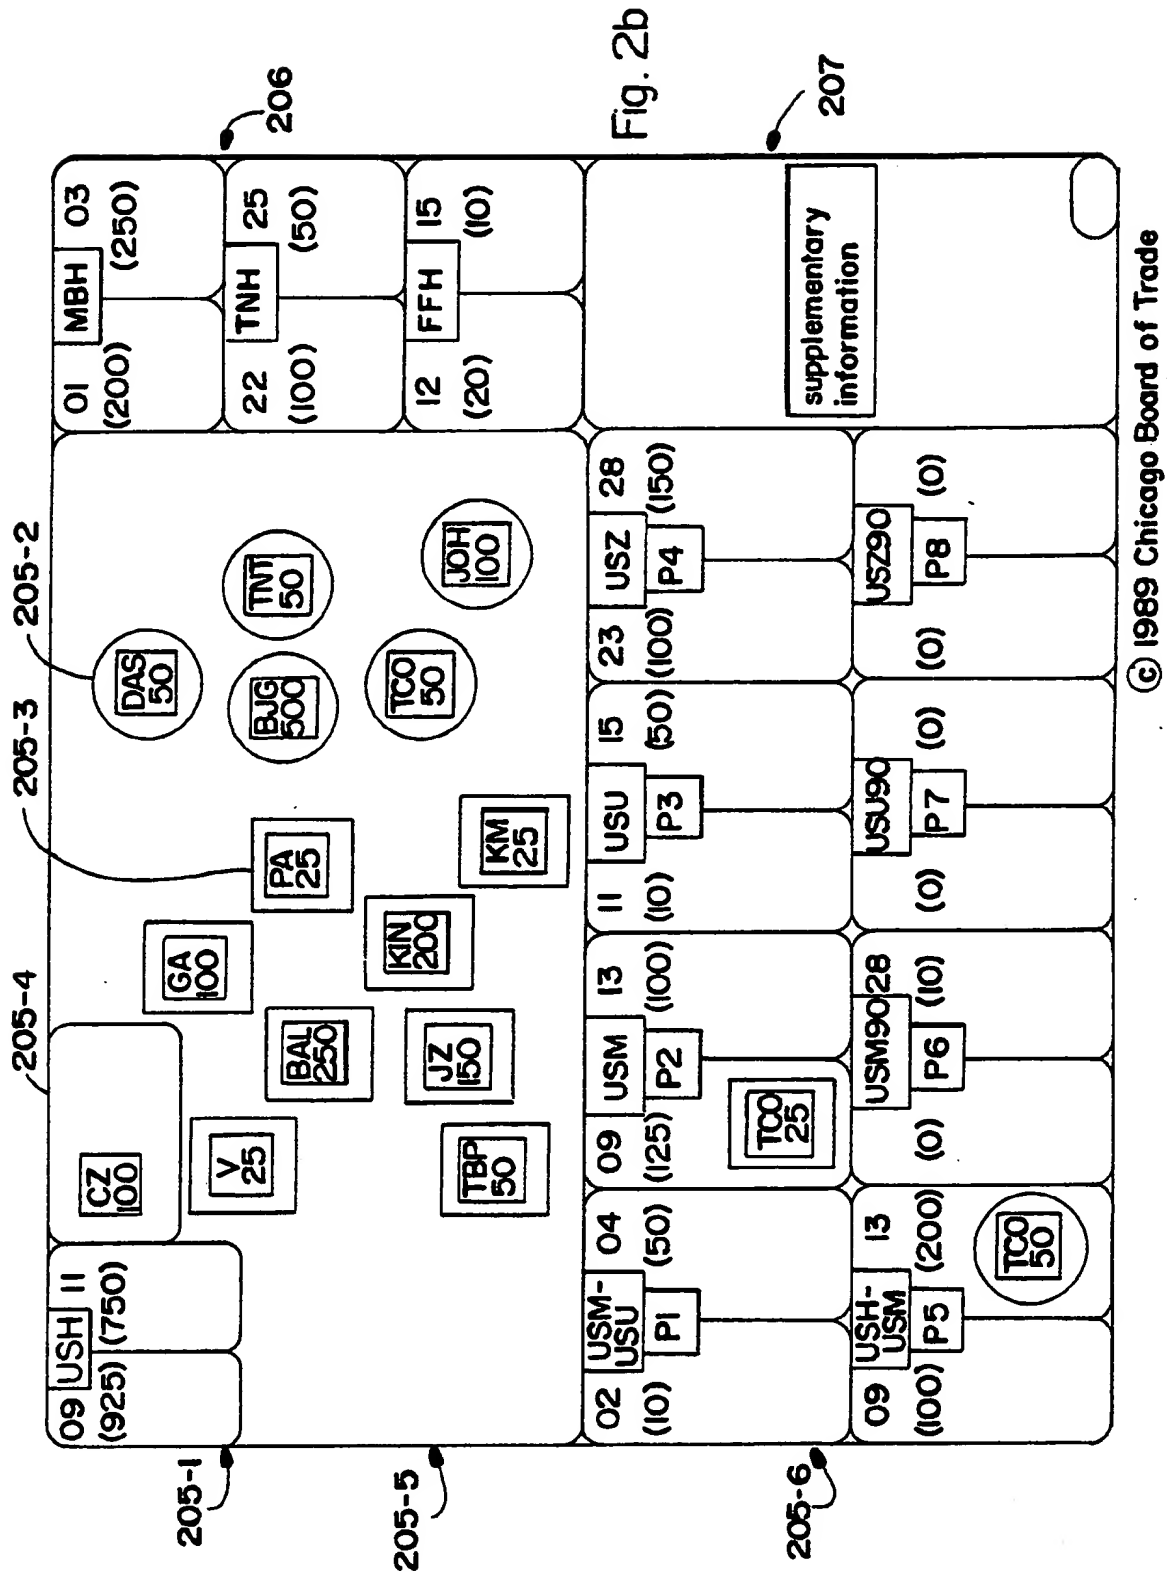 205-4
205-3
205-2
09 USH 11
(925) (750)
CZ
100
V
25
GA
100
BAL
250
PA
25
DAS
50
BJG
500
TNT
50
TBP
50
JZ
150
KIN
200
KM
25
TCO
50
JOH
100
01 MBH 03
(200) (250)
22 TNH 25
(100) (50)
12 FFH 15
(20) (10)
205-1
205-5
205-6
206
02 USM-
USU 04
(10) P1 (50)
09 USM 13
(125) P2 (100)
TCO
25
11 USU 15
(10) P3 (50)
23 USZ 28
(100) P4 (150)
09 USH-
USM 13
(100) P5 (200)
TCO
50
USM90 28
(0) P6 (10)
USU90
(0) P7 (0)
USZ90
(0) P8 (0)
supplementary
information
207
Fig. 2b
© 1989 Chicago Board of Trade